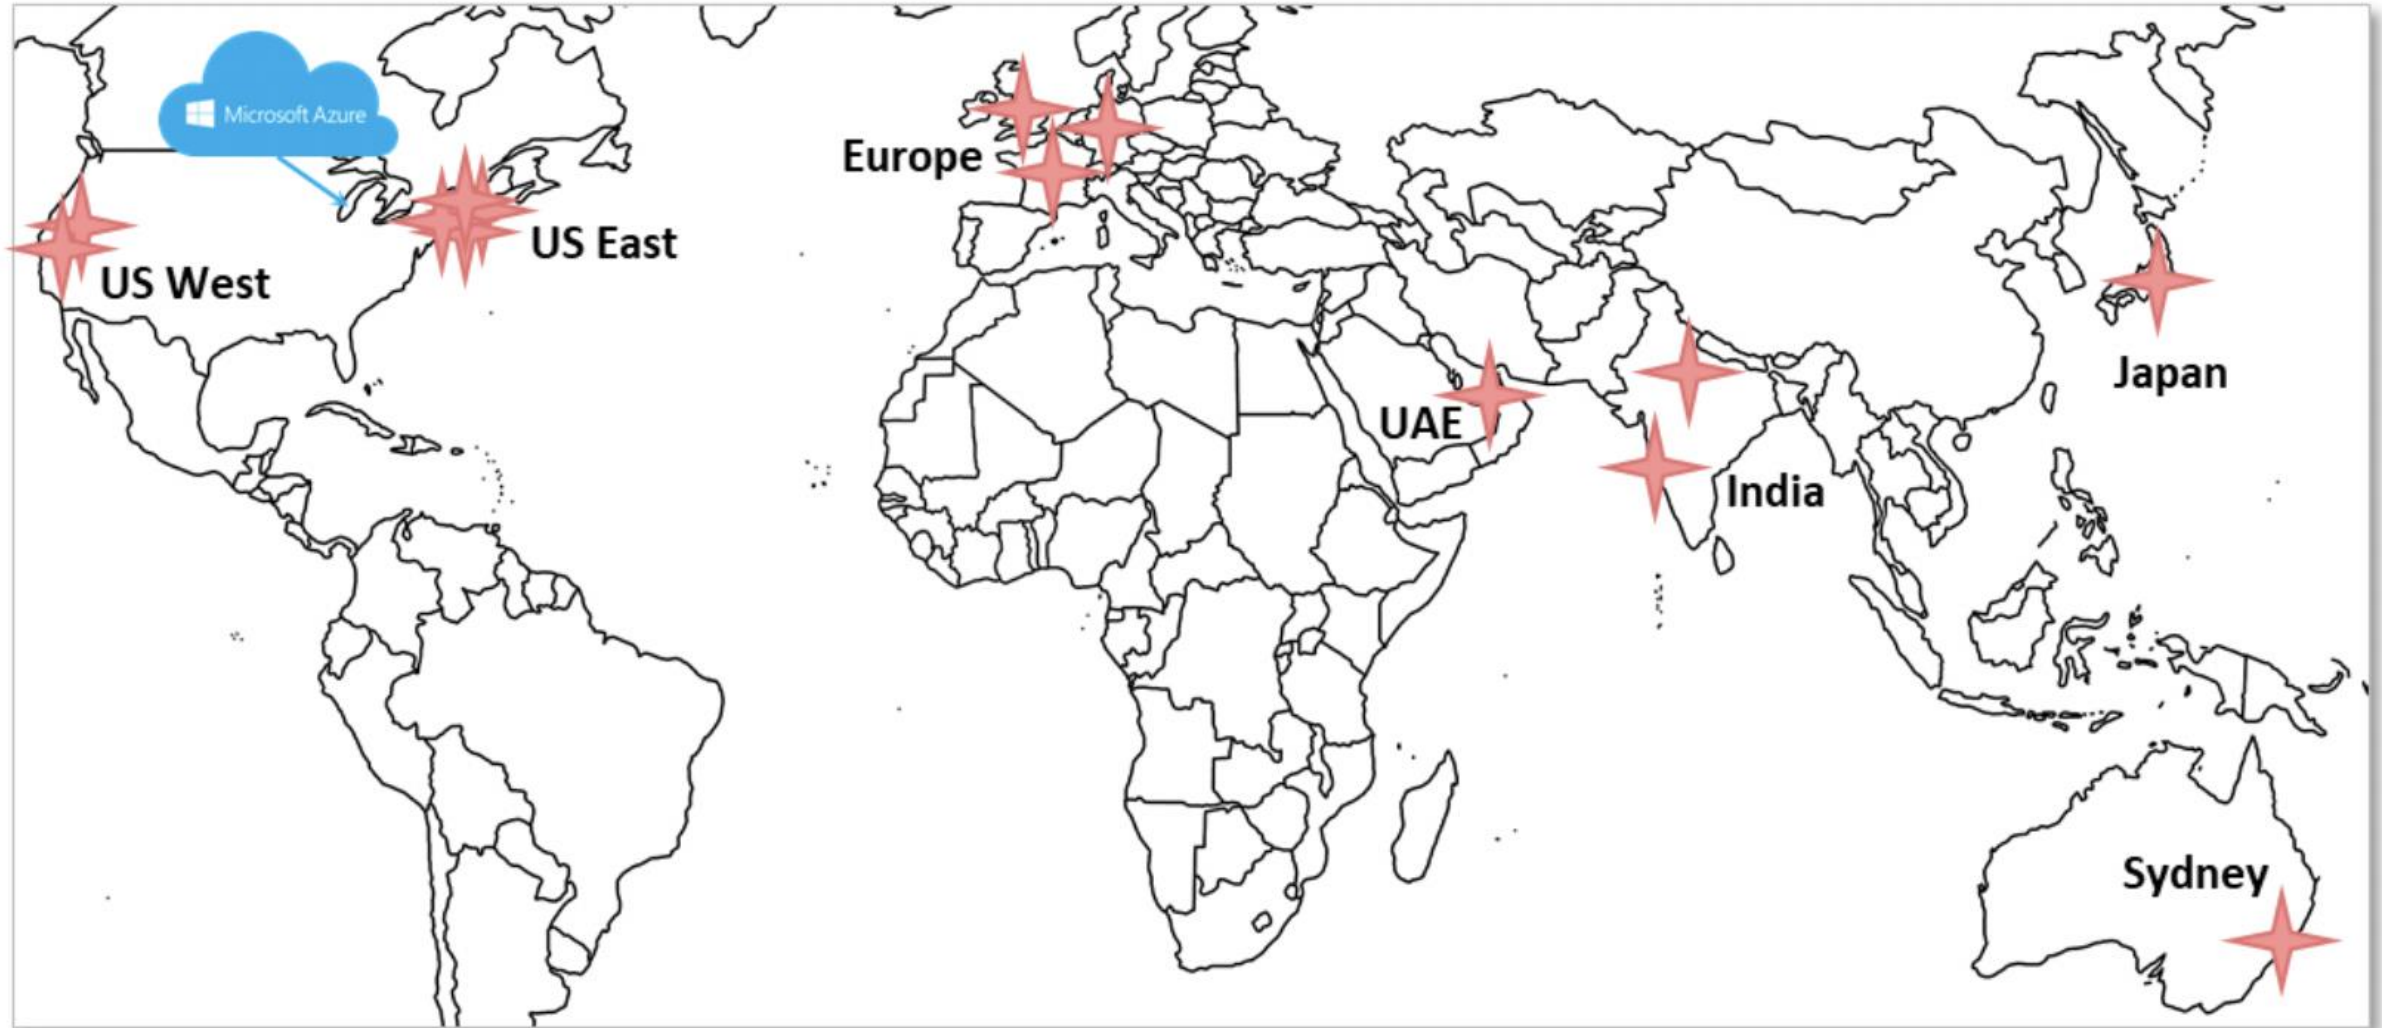 Microsoft Azure
Europe
US East
US West
Japan
UAE
India
Sydney